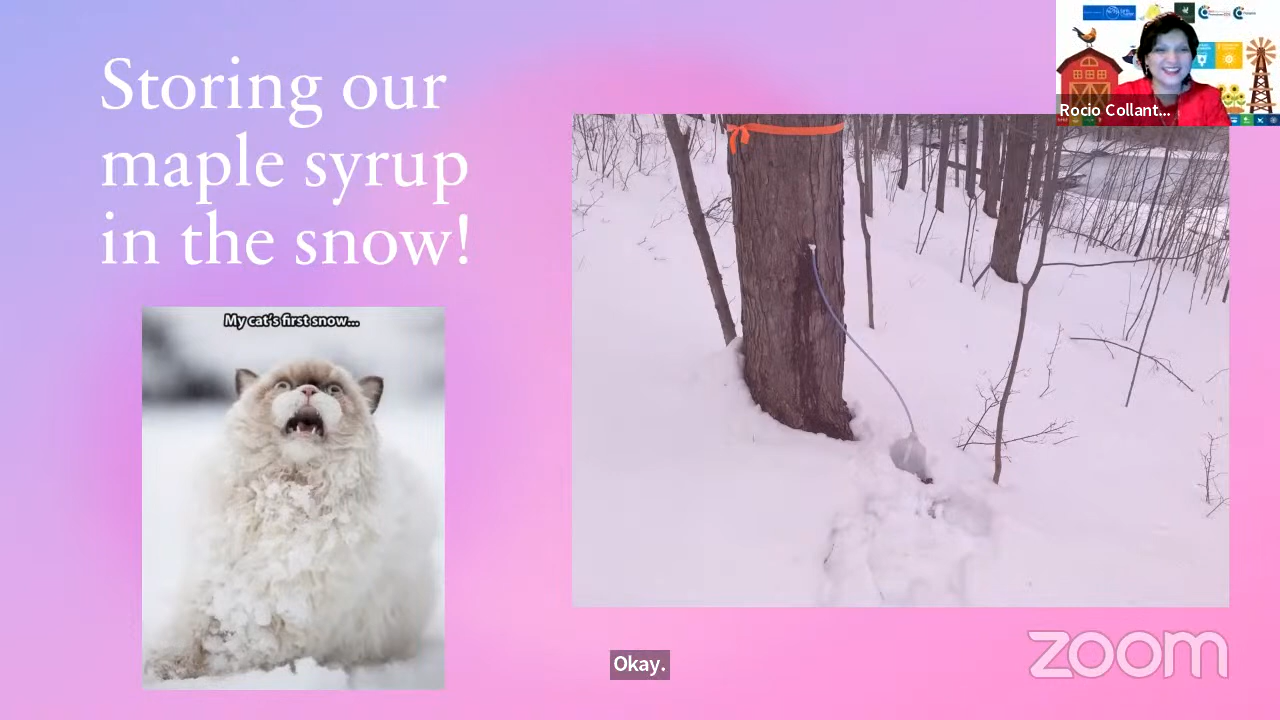 Storing our
maple syrup
in the snow!
My cat's first snow...
Rocio Collant...
Okay.
zoom